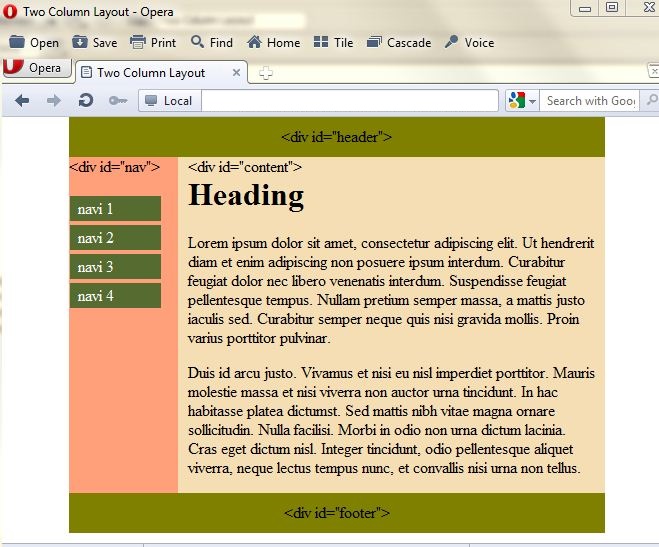 Two Column Layout - Opera
Open Save Print Find Home Tile Cascade Voice
Opera Two Column Layout
Local Search with Goo
<div id="header">
<div id="nav">
navi 1
navi 2
navi 3
navi 4
<div id="content">
Heading
Lorem ipsum dolor sit amet, consectetur adipiscing elit. Ut hendrerit
diam et enim adipiscing non posuere ipsum interdum. Curabitur
feugiat dolor nec libero venenatis interdum. Suspendisse feugiat
pellentesque tempus. Nullam pretium semper massa, a mattis justo
iaculis sed. Curabitur semper neque quis nisi gravida mollis. Proin
varius porttitor pulvinar.
Duis id arcu justo. Vivamus et nisi eu nisl imperdiet porttitor. Mauris
molestie massa et nisi viverra non auctor urna tincidunt. In hac
habitasse platea dictumst. Sed mattis nibh vitae magna ornare
sollicitudin. Nulla facilisi. Morbi in odio non urna dictum lacinia.
Cras eget dictum nisl. Integer tincidunt, odio pellentesque aliquet
viverra, neque lectus tempus nunc, et convallis nisi urna non tellus.
<div id="footer">